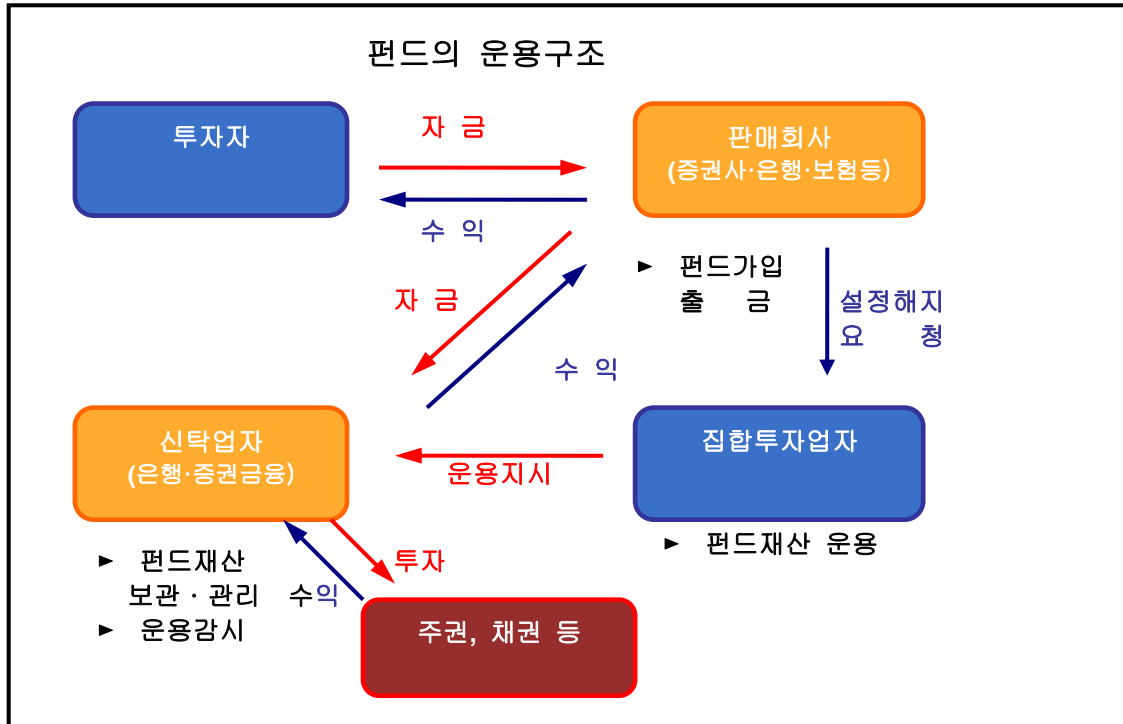 펀드의 운용구조
투자자
자 금
판매회사
(증권사·은행·보험등)
수 익
► 펀드가입
출 금
자 금
설정해지
요 청
수 익
신탁업자
(은행·증권금융)
집합투자업자
운용지시
► 펀드재산 운용
► 펀드재산
보관 · 관리
► 운용감시
투자
수익
주권, 채권 등